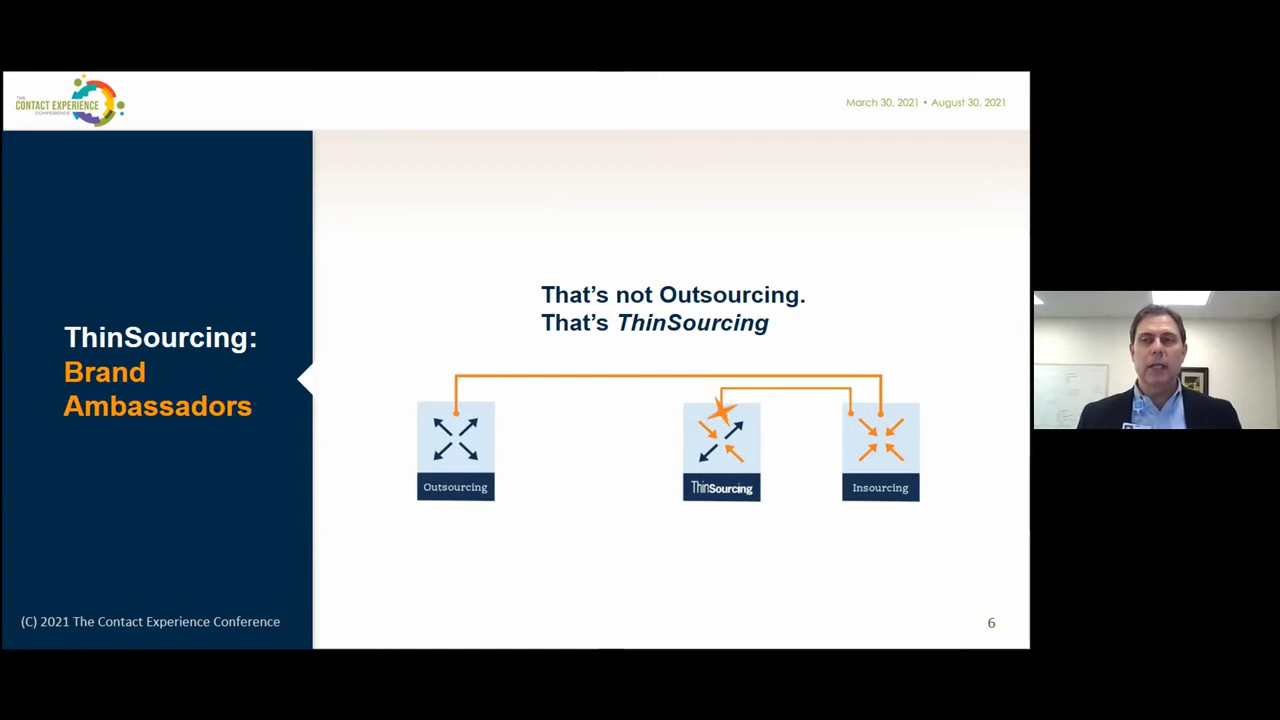 THE
CONTACT EXPERIENCE
CONFERENCE
March 30, 2021 • August 30, 2021
That’s not Outsourcing.
That’s ThinSourcing
ThinSourcing:
Brand
Ambassadors
Outsourcing
ThinSourcing
Insourcing
(C) 2021 The Contact Experience Conference
6